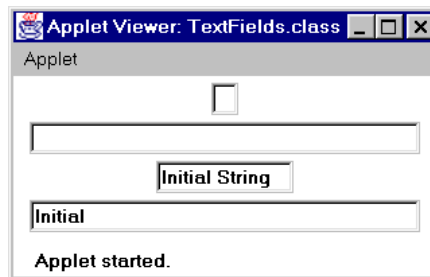 Applet Viewer: TextFields.class
Applet
Initial String
Initial
Applet started.